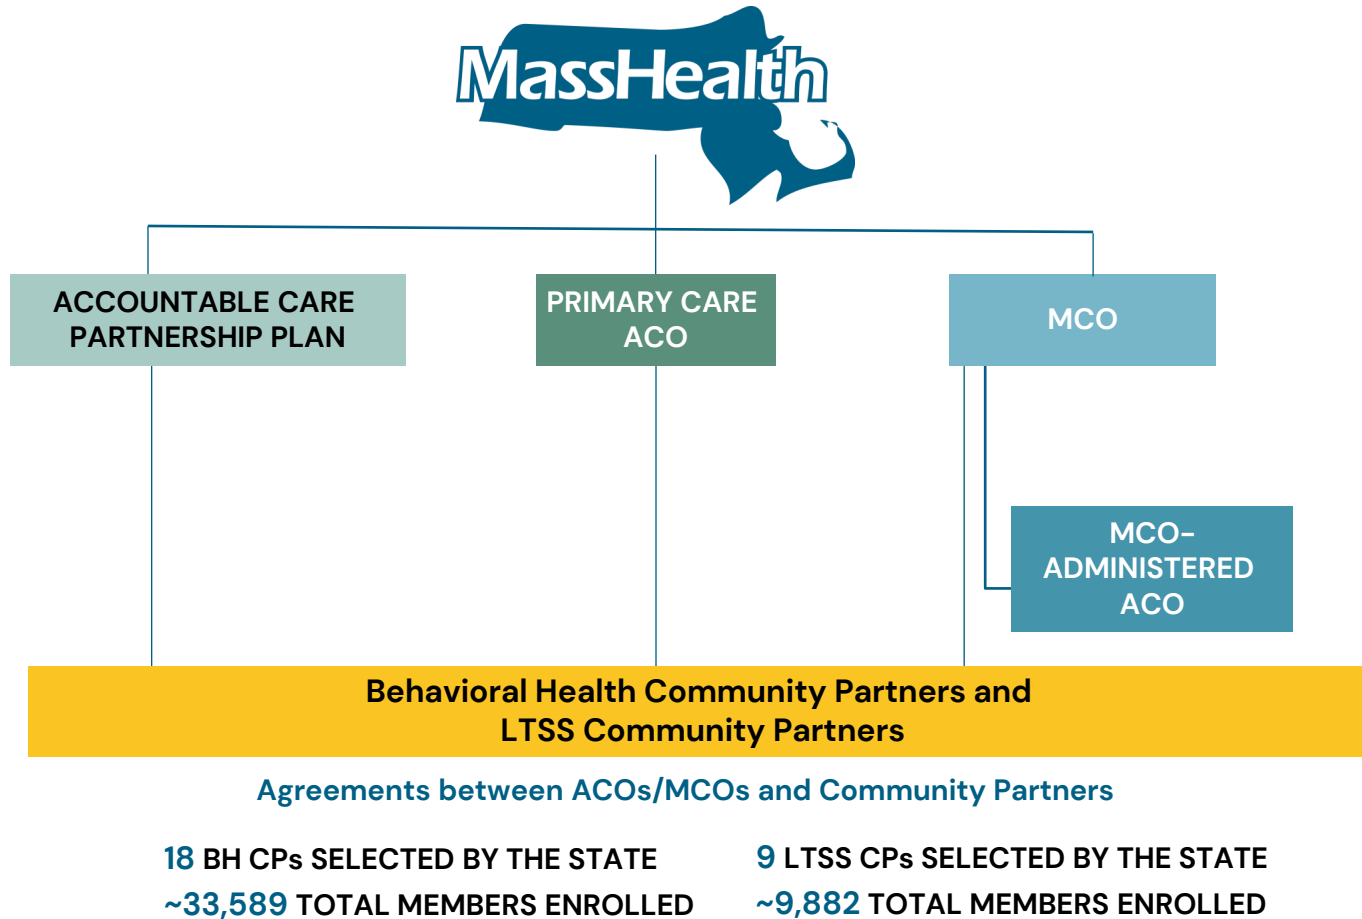 MassHealth
ACCOUNTABLE CARE
PARTNERSHIP PLAN
PRIMARY CARE
ACO
MCO
MCO-
ADMINISTERED
ACO
Behavioral Health Community Partners and
LTSS Community Partners
Agreements between ACOs/MCOs and Community Partners
18 BH CPs SELECTED BY THE STATE
~33,589 TOTAL MEMBERS ENROLLED
9 LTSS CPs SELECTED BY THE STATE
~9,882 TOTAL MEMBERS ENROLLED